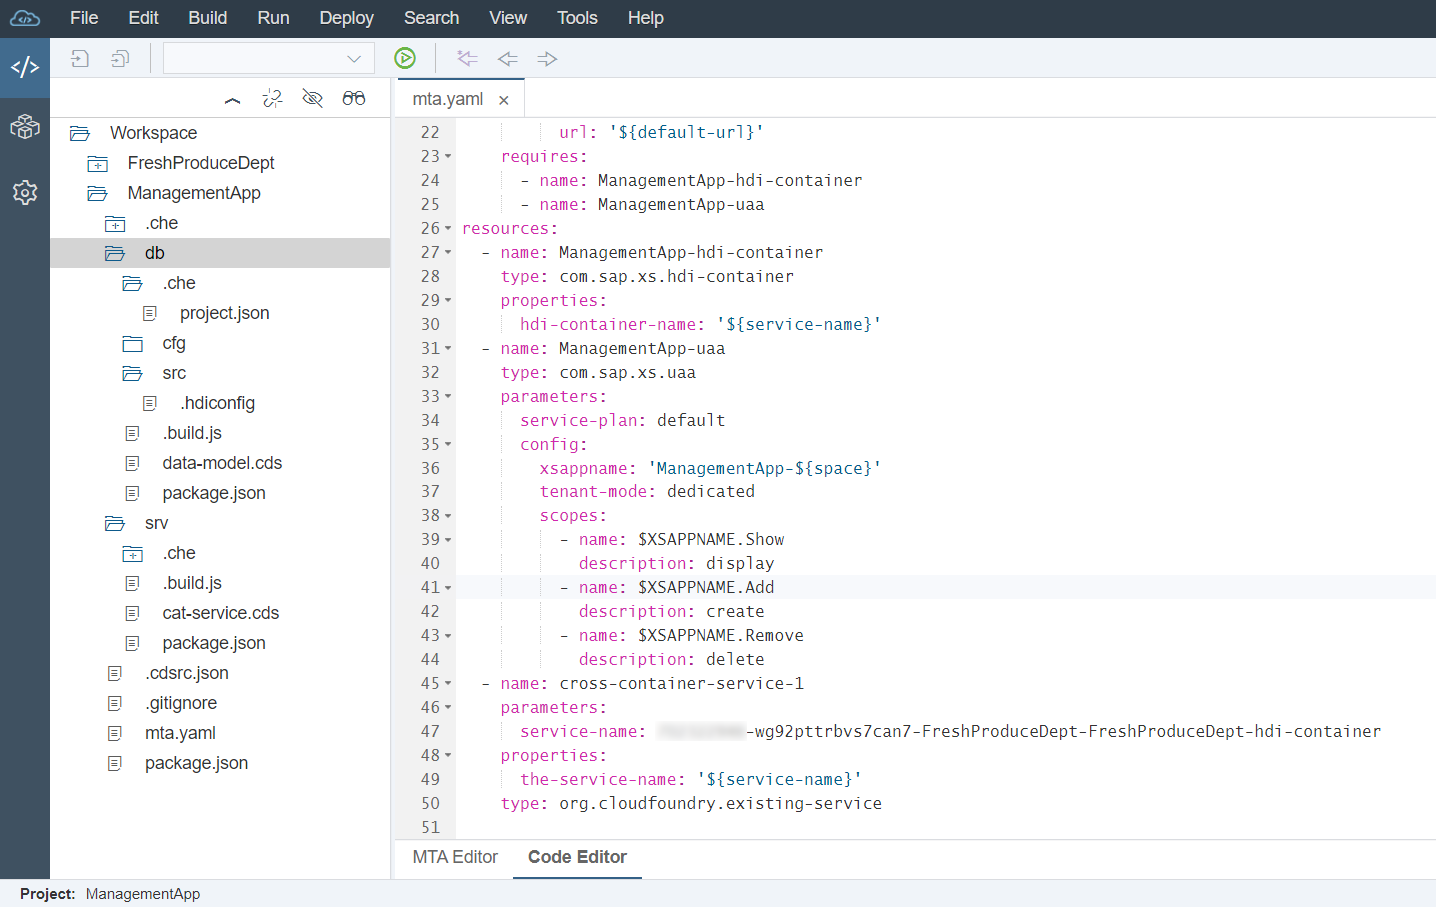 File Edit Build Run Deploy Search View Tools Help
mta.yaml ×
Workspace
FreshProduceDept
ManagementApp
.che
db
.che
project.json
cfg
src
.hdiconfig
.build.js
data-model.cds
package.json
srv
.che
.build.js
cat-service.cds
package.json
.cdsrc.json
.gitignore
mta.yaml
package.json
22 url: '${default-url}'
23 requires:
24 - name: ManagementApp-hdi-container
25 - name: ManagementApp-uaa
26 resources:
27 - name: ManagementApp-hdi-container
28 type: com.sap.xs.hdi-container
29 properties:
30 hdi-container-name: '${service-name}'
31 - name: ManagementApp-uaa
32 type: com.sap.xs.uaa
33 parameters:
34 service-plan: default
35 config:
36 xsappname: 'ManagementApp-${space}'
37 tenant-mode: dedicated
38 scopes:
39 - name: $XSAPPNAME.Show
40 description: display
41 - name: $XSAPPNAME.Add
42 description: create
43 - name: $XSAPPNAME.Remove
44 description: delete
45 - name: cross-container-service-1
46 parameters:
47 service-name: -wg92pttrbvs7can7-FreshProduceDept-FreshProduceDept-hdi-container
48 properties:
49 the-service-name: '${service-name}'
50 type: org.cloudfoundry.existing-service
51
MTA Editor Code Editor
Project: ManagementApp